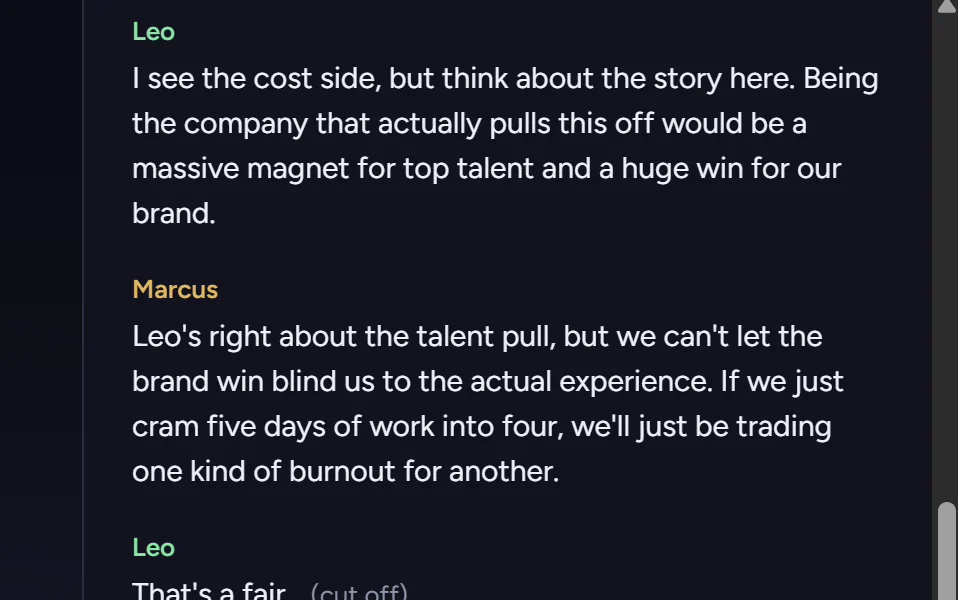 Leo
I see the cost side, but think about the story here. Being
the company that actually pulls this off would be a
massive magnet for top talent and a huge win for our
brand.
Marcus
Leo's right about the talent pull, but we can't let the
brand win blind us to the actual experience. If we just
cram five days of work into four, we'll just be trading
one kind of burnout for another.
Leo
That's a fair (cut off)